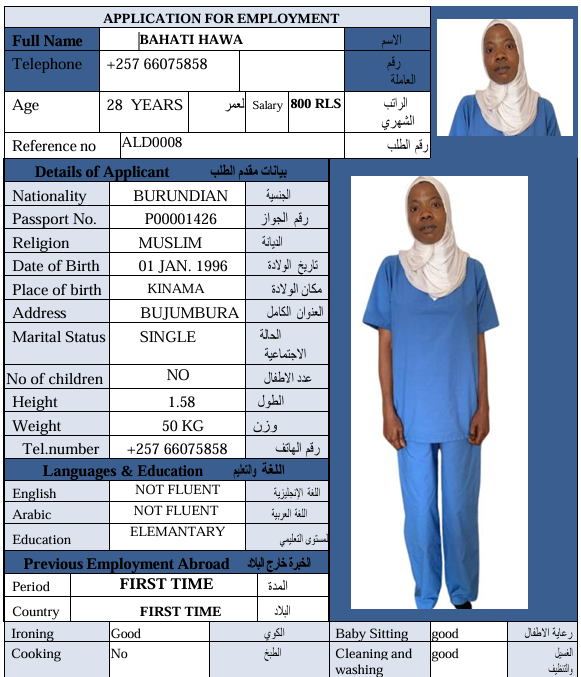 APPLICATION FOR EMPLOYMENT
Full Name BAHATI HAWA الاسم
Telephone +257 66075858 رقم
العاملة
Age 28 YEARS لعمر Salary 800 RLS الراتب
الشهري
Reference no ALD0008 رقم الطلب
Details of Applicant بيانات مقدم الطلب
Nationality BURUNDIAN الجنسية
Passport No. P00001426 رقم الجواز
Religion MUSLIM الديانة
Date of Birth 01 JAN. 1996 تاريخ الولادة
Place of birth KINAMA مكان الولادة
Address BUJUMBURA العنوان الكامل
Marital Status SINGLE الحالة
الاجتماعية
No of children NO عدد الاطفال
Height 1.58 الطول
Weight 50 KG وزن
Tel.number +257 66075858 رقم الهاتف
Languages & Education اللغة والتعليم
English NOT FLUENT اللغة الإنجليزية
Arabic NOT FLUENT اللغة العربية
Education ELEMANTARY لمستوى التعليمي
Previous Employment Abroad الخبرة خارج البلاد
Period FIRST TIME المدة
Country FIRST TIME البلاد
Ironing Good الكوي Baby Sitting good رعاية الاطفال
Cooking No الطبخ Cleaning and washing good الغسيل والتنظيف